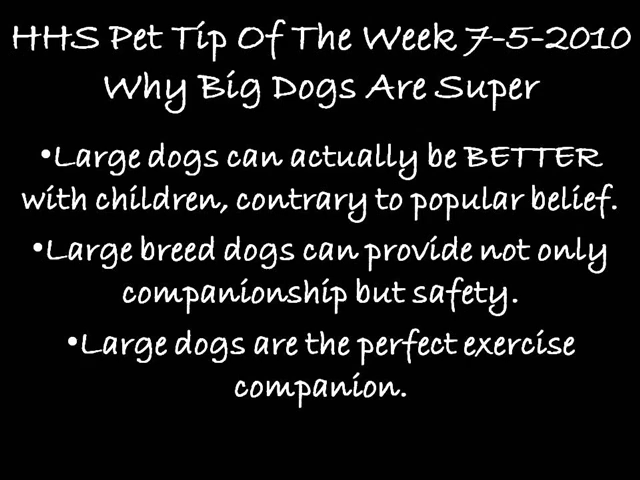 HHS Pet Tip Of The Week 7-5-2010
Why Big Dogs Are Super
•Large dogs can actually be BETTER
with children, contrary to popular belief.
•Large breed dogs can provide not only
companionship but safety.
•Large dogs are the perfect exercise
companion.